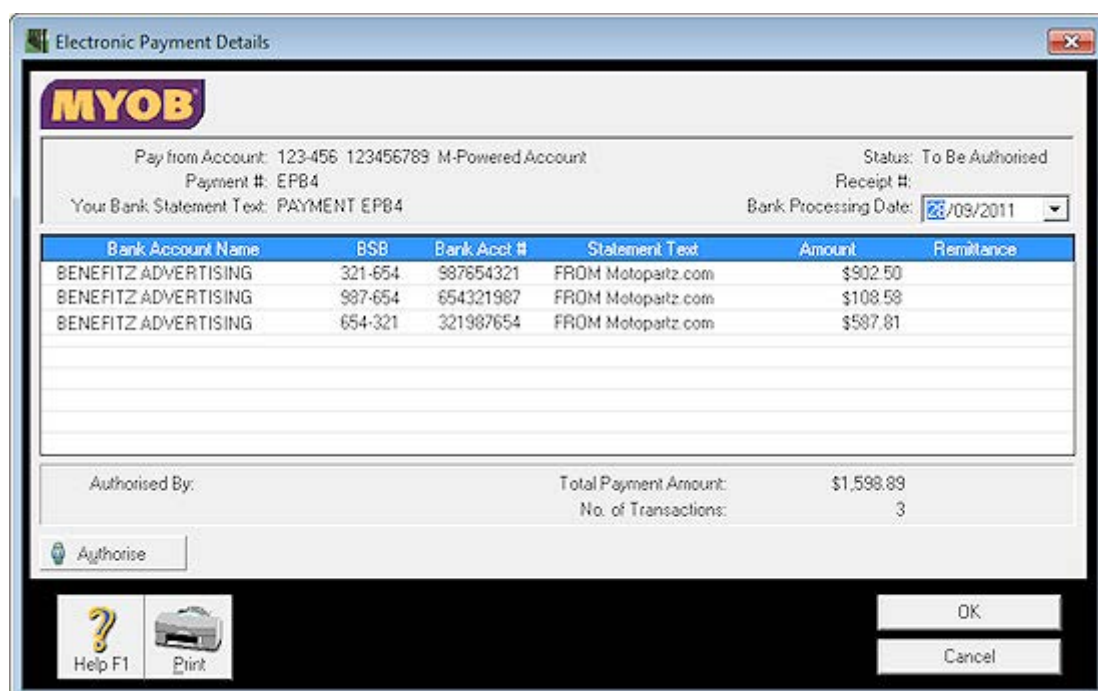 Electronic Payment Details
MYOB
Pay from Account: 123-456 123456789 M-Powered Account Status: To Be Authorised
Payment #: EPB4 Receipt #:
Your Bank Statement Text: PAYMENT EPB4 Bank Processing Date: 28/09/2011
Bank Account Name BSB Bank Acct # Statement Text Amount Remittance
BENEFITZ ADVERTISING 321-654 987654321 FROM Motopartz.com $902.50
BENEFITZ ADVERTISING 987-654 654321987 FROM Motopartz.com $108.58
BENEFITZ ADVERTISING 654-321 321987654 FROM Motopartz.com $587.81
Authorised By: Total Payment Amount: $1,598.89
No. of Transactions: 3
Authorise
Help F1 Print OK
Cancel